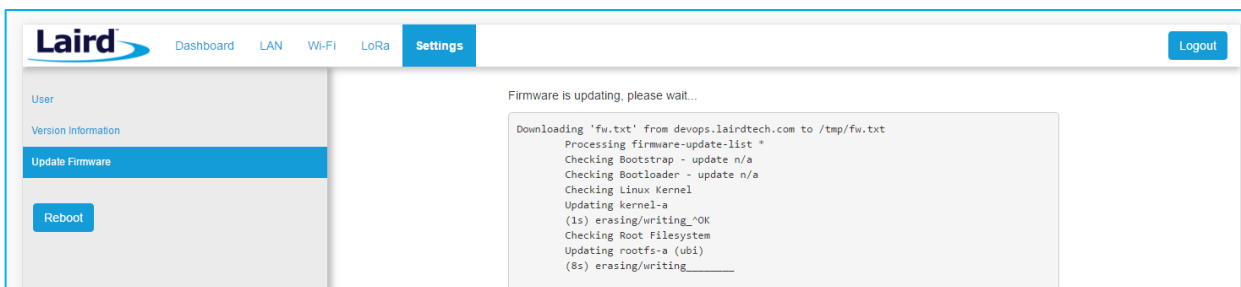 Laird
Dashboard LAN Wi-Fi LoRa Settings Logout
User
Version Information
Update Firmware
Reboot
Firmware is updating, please wait...
Downloading 'fw.txt' from devops.lairdtech.com to /tmp/fw.txt
Processing firmware-update-list *
Checking Bootstrap - update n/a
Checking Bootloader - update n/a
Checking Linux Kernel
Updating kernel-a
(1s) erasing/writing_^OK
Checking Root Filesystem
Updating rootfs-a (ubi)
(8s) erasing/writing________